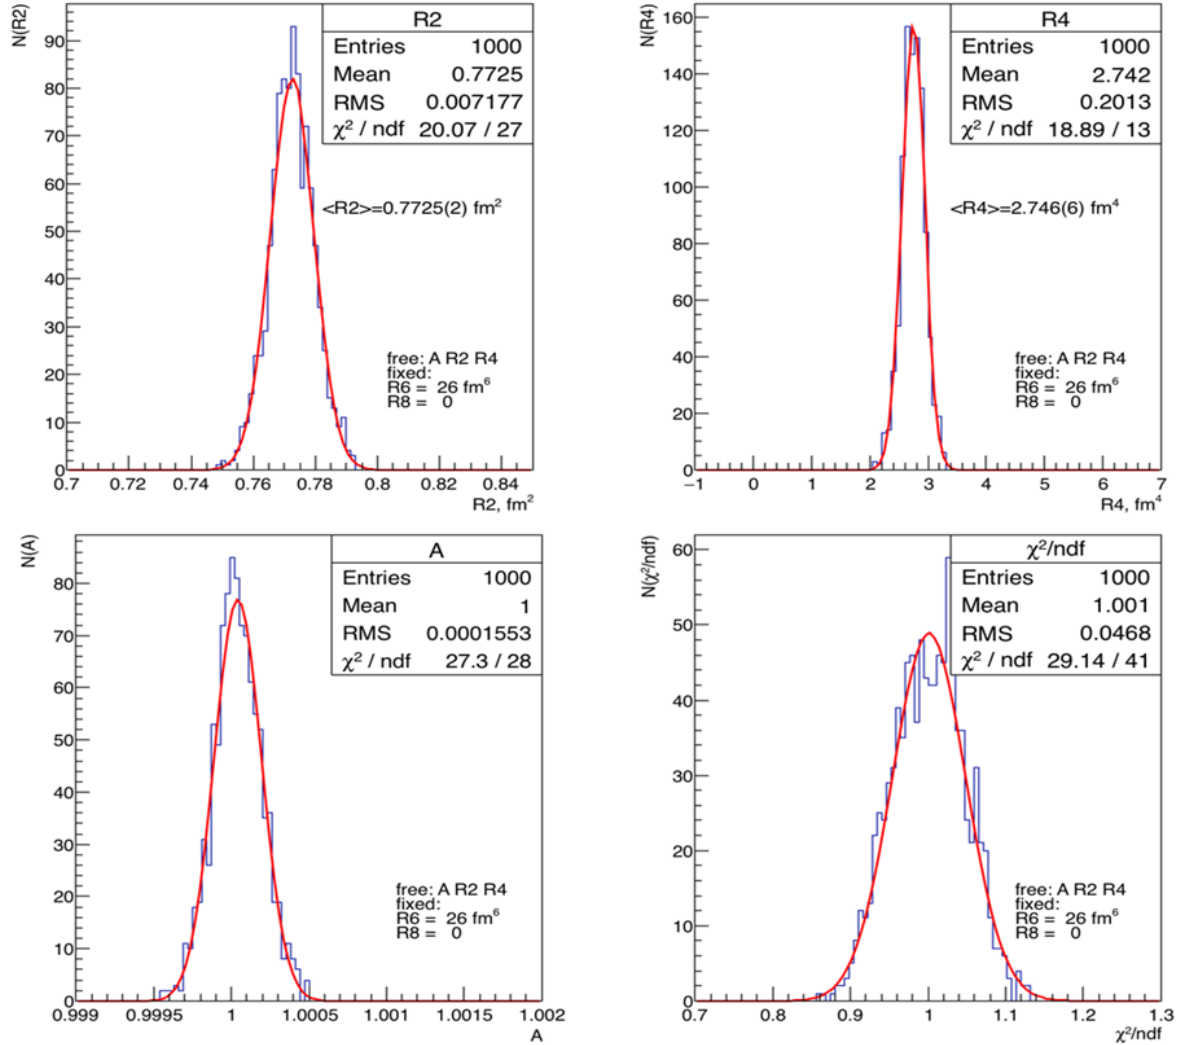 N(R2)
R2
Entries 1000
Mean 0.7725
RMS 0.007177
χ² / ndf 20.07 / 27
<R2>=0.7725(2) fm²
free: A R2 R4
fixed:
R6 = 26 fm⁶
R8 = 0
90
80
70
60
50
40
30
20
10
0
0.7 0.72 0.74 0.76 0.78 0.8 0.82 0.84
R2, fm²
N(R4)
R4
Entries 1000
Mean 2.742
RMS 0.2013
χ² / ndf 18.89 / 13
<R4>=2.746(6) fm⁴
free: A R2 R4
fixed:
R6 = 26 fm⁶
R8 = 0
160
140
120
100
80
60
40
20
0
−1 0 1 2 3 4 5 6 7
R4, fm⁴
N(A)
A
Entries 1000
Mean 1
RMS 0.0001553
χ² / ndf 27.3 / 28
free: A R2 R4
fixed:
R6 = 26 fm⁶
R8 = 0
80
70
60
50
40
30
20
10
0
0.999 0.9995 1 1.0005 1.001 1.0015 1.002
A
N(χ²/ndf)
χ²/ndf
Entries 1000
Mean 1.001
RMS 0.0468
χ² / ndf 29.14 / 41
free: A R2 R4
fixed:
R6 = 26 fm⁶
R8 = 0
60
50
40
30
20
10
0
0.7 0.8 0.9 1 1.1 1.2 1.3
χ²/ndf